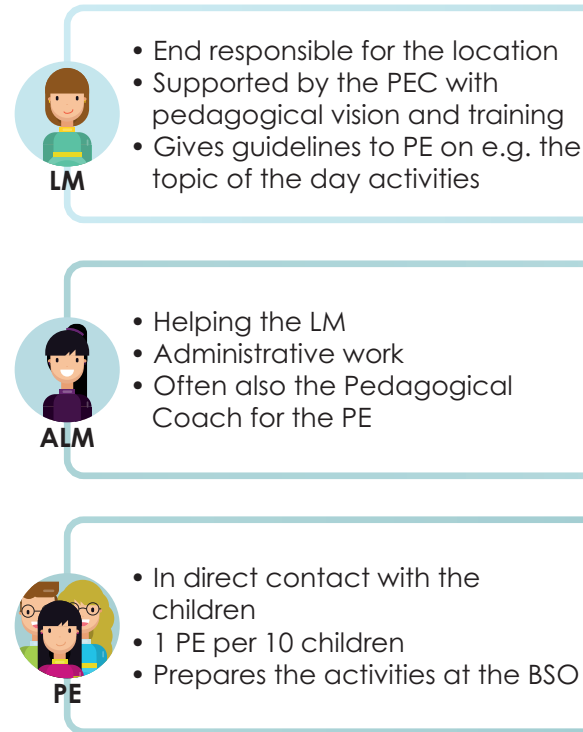 • End responsible for the location
• Supported by the PEC with
pedagogical vision and training
• Gives guidelines to PE on e.g. the
topic of the day activities
LM
• Helping the LM
• Administrative work
• Often also the Pedagogical
Coach for the PE
ALM
• In direct contact with the
children
• 1 PE per 10 children
• Prepares the activities at the BSO
PE